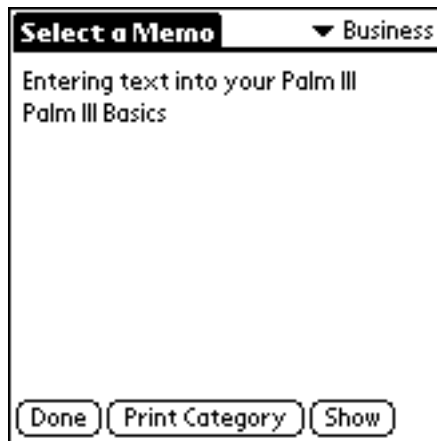 Select a Memo Business
Entering text into your Palm III
Palm III Basics
Done Print Category Show